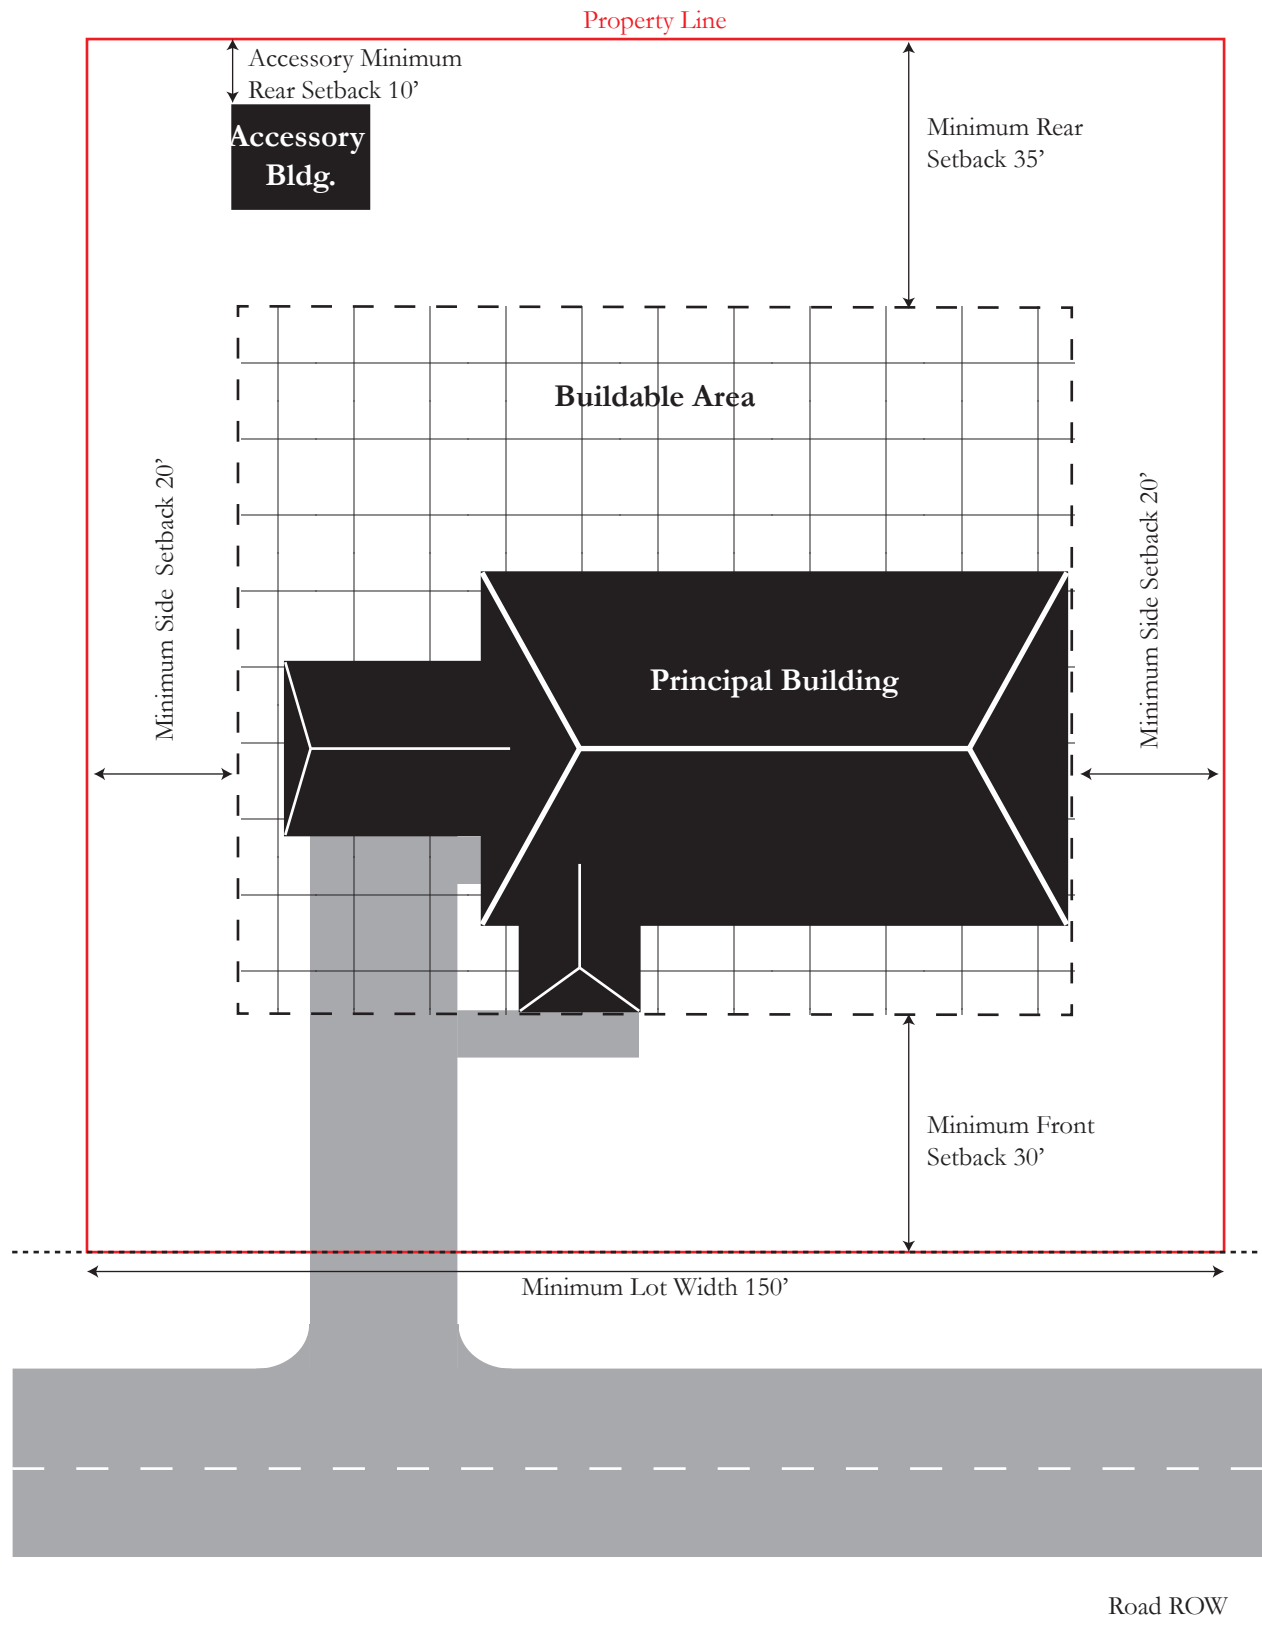 Property Line
Accessory Minimum
Rear Setback 10’
Accessory
Bldg.
Minimum Rear
Setback 35’
Buildable Area
Minimum Side  Setback 20’
Minimum Side Setback 20’
Principal Building
Minimum Front
Setback 30’
Minimum Lot Width 150’
Road ROW